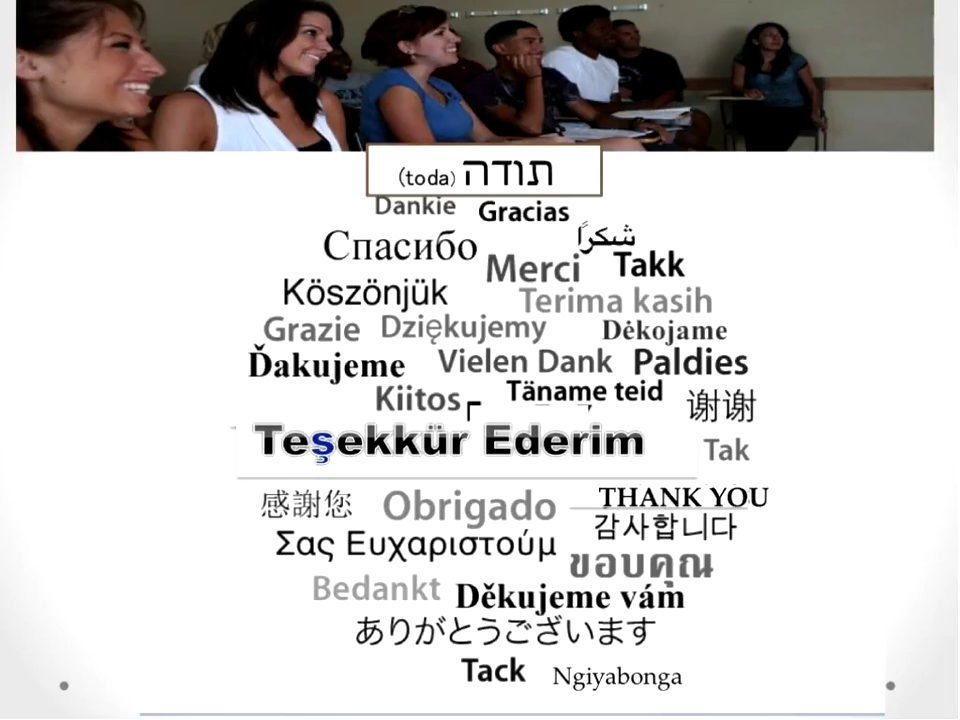 (toda) תודה
Dankie Gracias
Спасибо شكرًا
Merci Takk
Köszönjük Terima kasih
Grazie Dziękujemy Dėkojame
Ďakujeme Vielen Dank Paldies
Kiitos Täname teid 谢谢
Teşekkür Ederim Tak
感謝您 Obrigado THANK YOU
감사합니다
Σας Ευχαριστούμ
ขอบคุณ
Bedankt Děkujeme vám
ありがとうございます
Tack Ngiyabonga